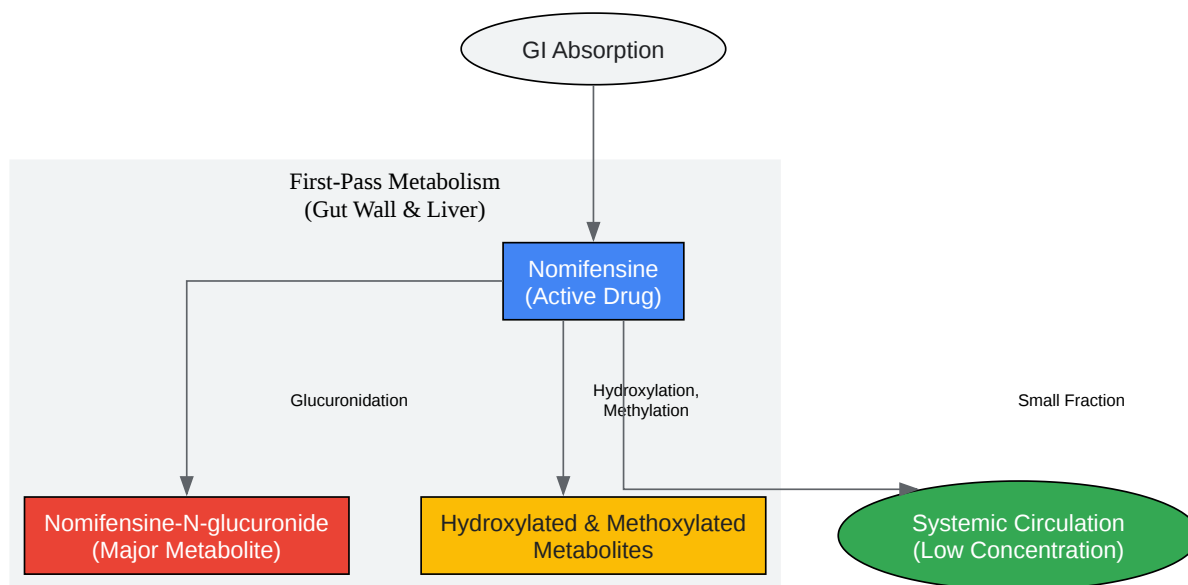 GI Absorption
First-Pass Metabolism
(Gut Wall & Liver)
Nomifensine
(Active Drug)
Glucuronidation
Hydroxylation,
Methylation
Small Fraction
Nomifensine-N-glucuronide
(Major Metabolite)
Hydroxylated & Methoxylated
Metabolites
Systemic Circulation
(Low Concentration)